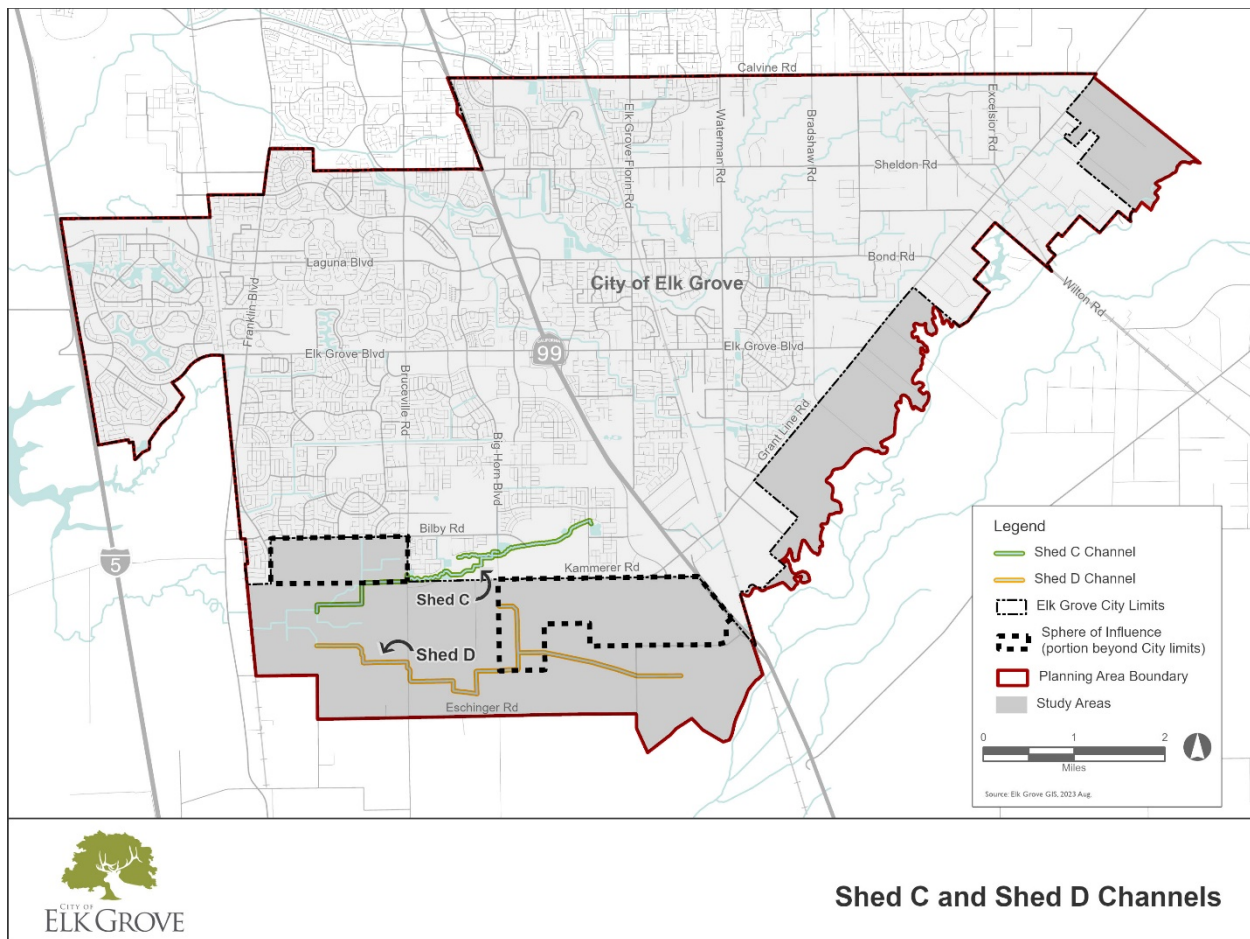 Calvine Rd
Excelsior Rd
Elk Grove Florin Rd
Waterman Rd
Bradshaw Rd
Sheldon Rd
Laguna Blvd
Franklin Blvd
City of Elk Grove
Bond Rd
Wilton Rd
Elk Grove Blvd
CALIFORNIA
99
Elk Grove Blvd
Bruceville Rd
Big Horn Blvd
Grant Line Rd
Bilby Rd
5
Kammerer Rd
Shed C
Shed D
Eschinger Rd
Legend
Shed C Channel
Shed D Channel
Elk Grove City Limits
Sphere of Influence
(portion beyond City limits)
Planning Area Boundary
Study Areas
0 1 2
Miles
Source: Elk Grove GIS, 2023 Aug.
CITY OF
ELK GROVE
Shed C and Shed D Channels